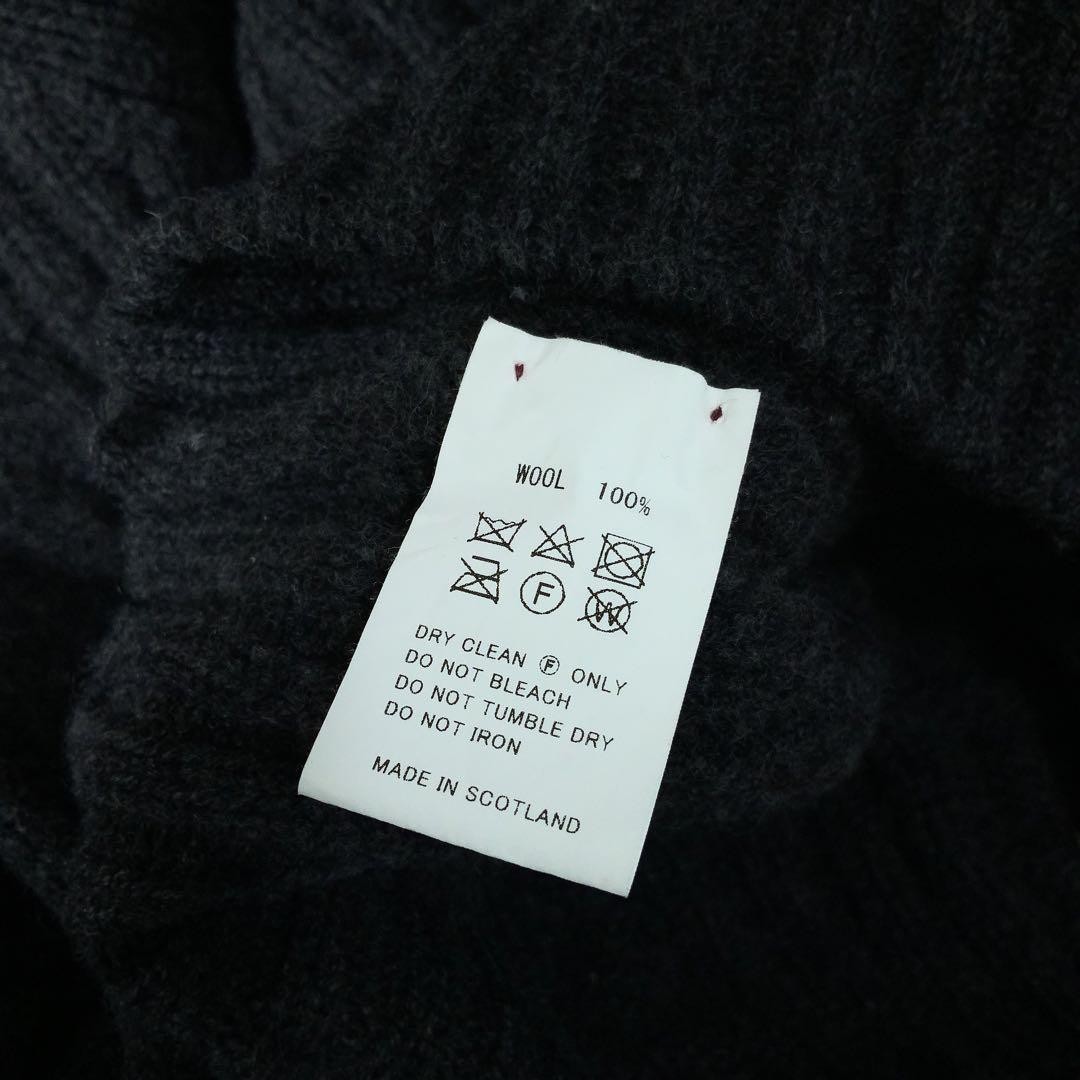 WOOL 100%
F W
DRY CLEAN Ⓕ ONLY
DO NOT BLEACH
DO NOT TUMBLE DRY
DO NOT IRON
MADE IN SCOTLAND